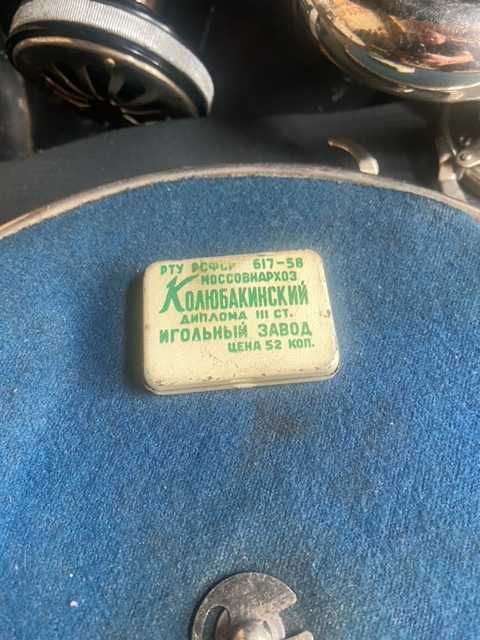 РТУ РСФСР 617-58
МОССОВНАРХОЗ
КОЛЮБАКИНСКИЙ
ДИПЛОМА III СТ.
ИГОЛЬНЫЙ ЗАВОД
ЦЕНА 52 КОП.